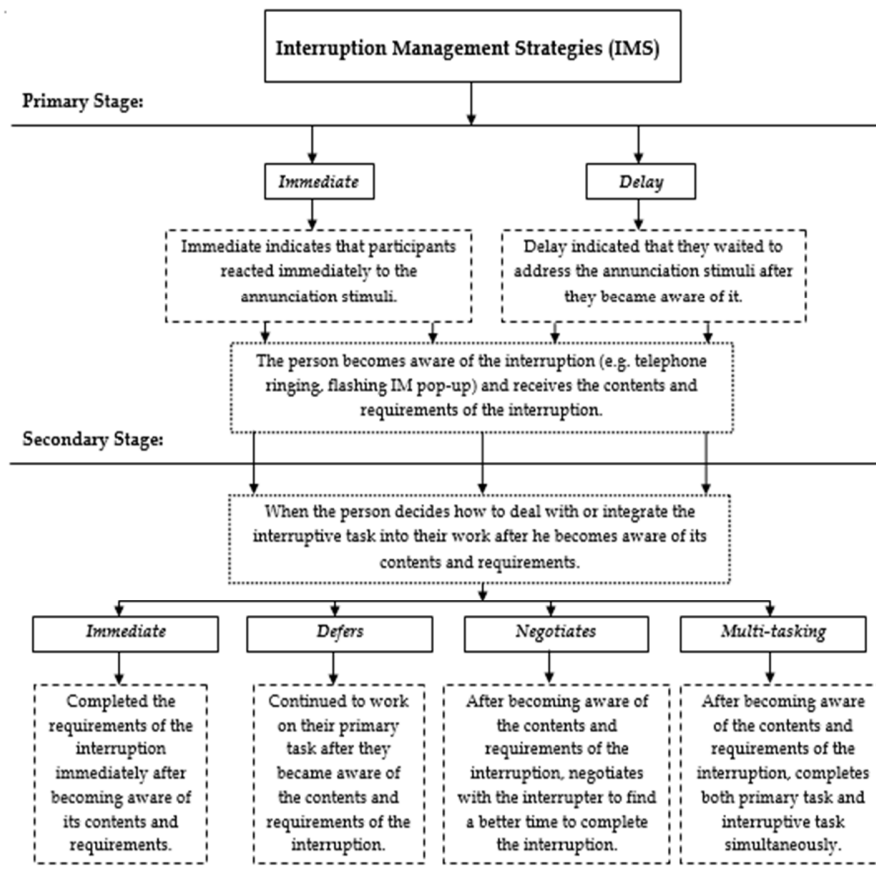 Interruption Management Strategies (IMS)
Primary Stage:
Immediate
Delay
Immediate indicates that participants
reacted immediately to the
annunciation stimuli.
Delay indicated that they waited to
address the annunciation stimuli after
they became aware of it.
The person becomes aware of the interruption (e.g. telephone
ringing, flashing IM pop-up) and receives the contents and
requirements of the interruption.
Secondary Stage:
When the person decides how to deal with or integrate the
interruptive task into their work after he becomes aware of its
contents and requirements.
Immediate
Defers
Negotiates
Multi-tasking
Completed the
requirements of the
interruption
immediately after
becoming aware of
its contents and
requirements.
Continued to work
on their primary
task after they
became aware of
the contents and
requirements of the
interruption.
After becoming aware of
the contents and
requirements of the
interruption, negotiates
with the interrupter to find
a better time to complete
the interruption.
After becoming aware
of the contents and
requirements of the
interruption, completes
both primary task and
interruptive task
simultaneously.